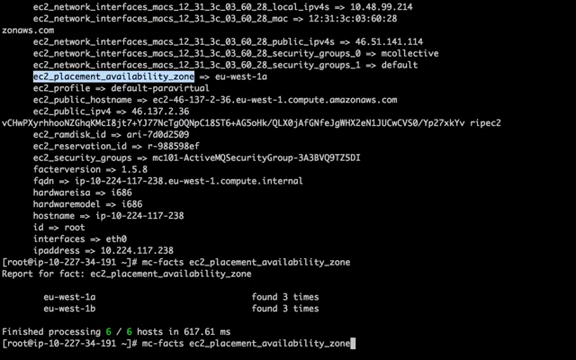 ec2_network_interfaces_macs_12_31_3c_03_60_28_local_ipv4s => 10.48.99.214
ec2_network_interfaces_macs_12_31_3c_03_60_28_mac => 12:31:3c:03:60:28
zonaws.com
ec2_network_interfaces_macs_12_31_3c_03_60_28_public_ipv4s => 46.51.141.114
ec2_network_interfaces_macs_12_31_3c_03_60_28_security_groups_0 => mcollective
ec2_network_interfaces_macs_12_31_3c_03_60_28_security_groups_1 => default
ec2_placement_availability_zone => eu-west-1a
ec2_profile => default-paravirtual
ec2_public_hostname => ec2-46-137-2-36.eu-west-1.compute.amazonaws.com
ec2_public_ipv4 => 46.137.2.36
vCHwPXyrhhooNZGhqKMcI8jt7+YJ77NcTgOQNpC185T6+AG5oHk/QLX0jAfGNfeJgWHX2eN1JUCwCVS0/Yp27xkYv ripec2
ec2_ramdisk_id => ari-7d0d2509
ec2_reservation_id => r-988598ef
ec2_security_groups => mc101-ActiveMQSecurityGroup-3A3BVQ9TZ5DI
facterversion => 1.5.8
fqdn => ip-10-224-117-238.eu-west-1.compute.internal
hardwareisa => i686
hardwaremodel => i686
hostname => ip-10-224-117-238
id => root
interfaces => eth0
ipaddress => 10.224.117.238
[root@ip-10-227-34-191 ~]# mc-facts ec2_placement_availability_zone
Report for fact: ec2_placement_availability_zone
eu-west-1a found 3 times
eu-west-1b found 3 times
Finished processing 6 / 6 hosts in 617.61 ms
[root@ip-10-227-34-191 ~]# mc-facts ec2_placement_availability_zone